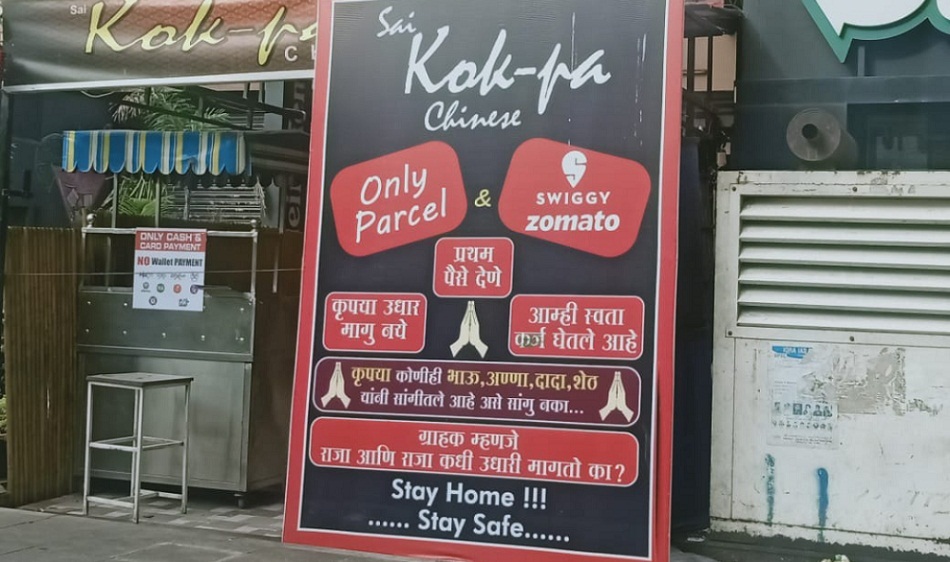 Sai
Kok-pa
Sai
Kok-pa
Chinese
Only
Parcel
&
SWIGGY
zomato
ONLY CASH &
CARD PAYMENT
NO Wallet PAYMENT
प्रथम
पैसे देणे
कृपया उधार
मागु नये
आम्ही स्वता
कर्ज घेतले आहे
कृपया कोणीही भाऊ,अण्णा,दादा,शेठ
यांनी सांगीतले आहे असे सांगु नका...
ग्राहक म्हणजे
राजा आणि राजा कधी उधारी मागतो का?
Stay Home !!!
...... Stay Safe......